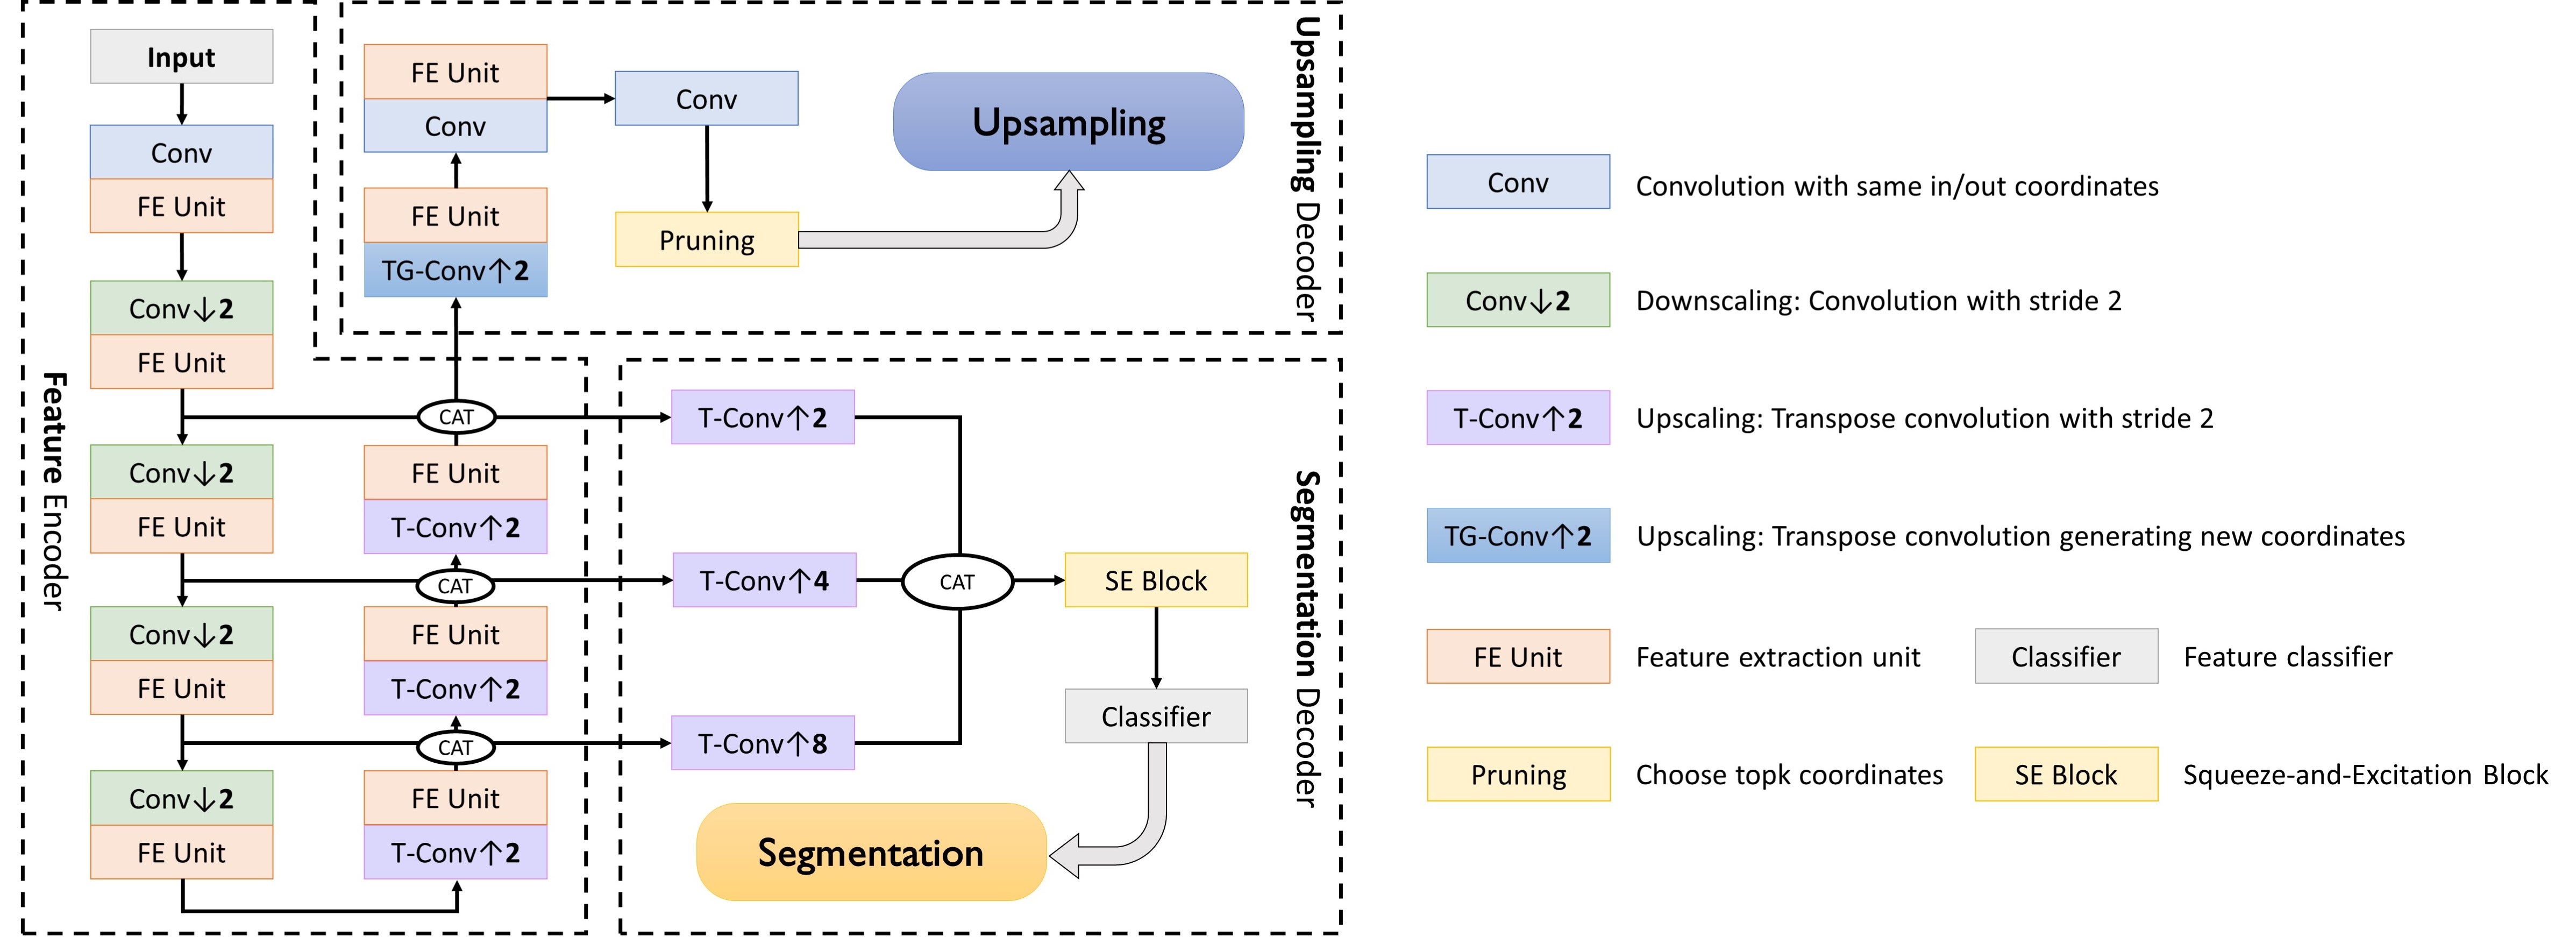 Input
Conv
FE Unit
Conv↓2
FE Unit
Conv↓2
FE Unit
Conv↓2
FE Unit
Conv↓2
FE Unit
Feature Encoder
FE Unit
Conv
FE Unit
TG-Conv↑2
CAT
FE Unit
T-Conv↑2
CAT
FE Unit
T-Conv↑2
CAT
FE Unit
T-Conv↑2
Conv
Pruning
Upsampling
Upsampling Decoder
T-Conv↑2
T-Conv↑4
T-Conv↑8
CAT
SE Block
Classifier
Segmentation
Segmentation Decoder
Conv Convolution with same in/out coordinates
Conv↓2 Downscaling: Convolution with stride 2
T-Conv↑2 Upscaling: Transpose convolution with stride 2
TG-Conv↑2 Upscaling: Transpose convolution generating new coordinates
FE Unit Feature extraction unit
Classifier Feature classifier
Pruning Choose topk coordinates
SE Block Squeeze-and-Excitation Block